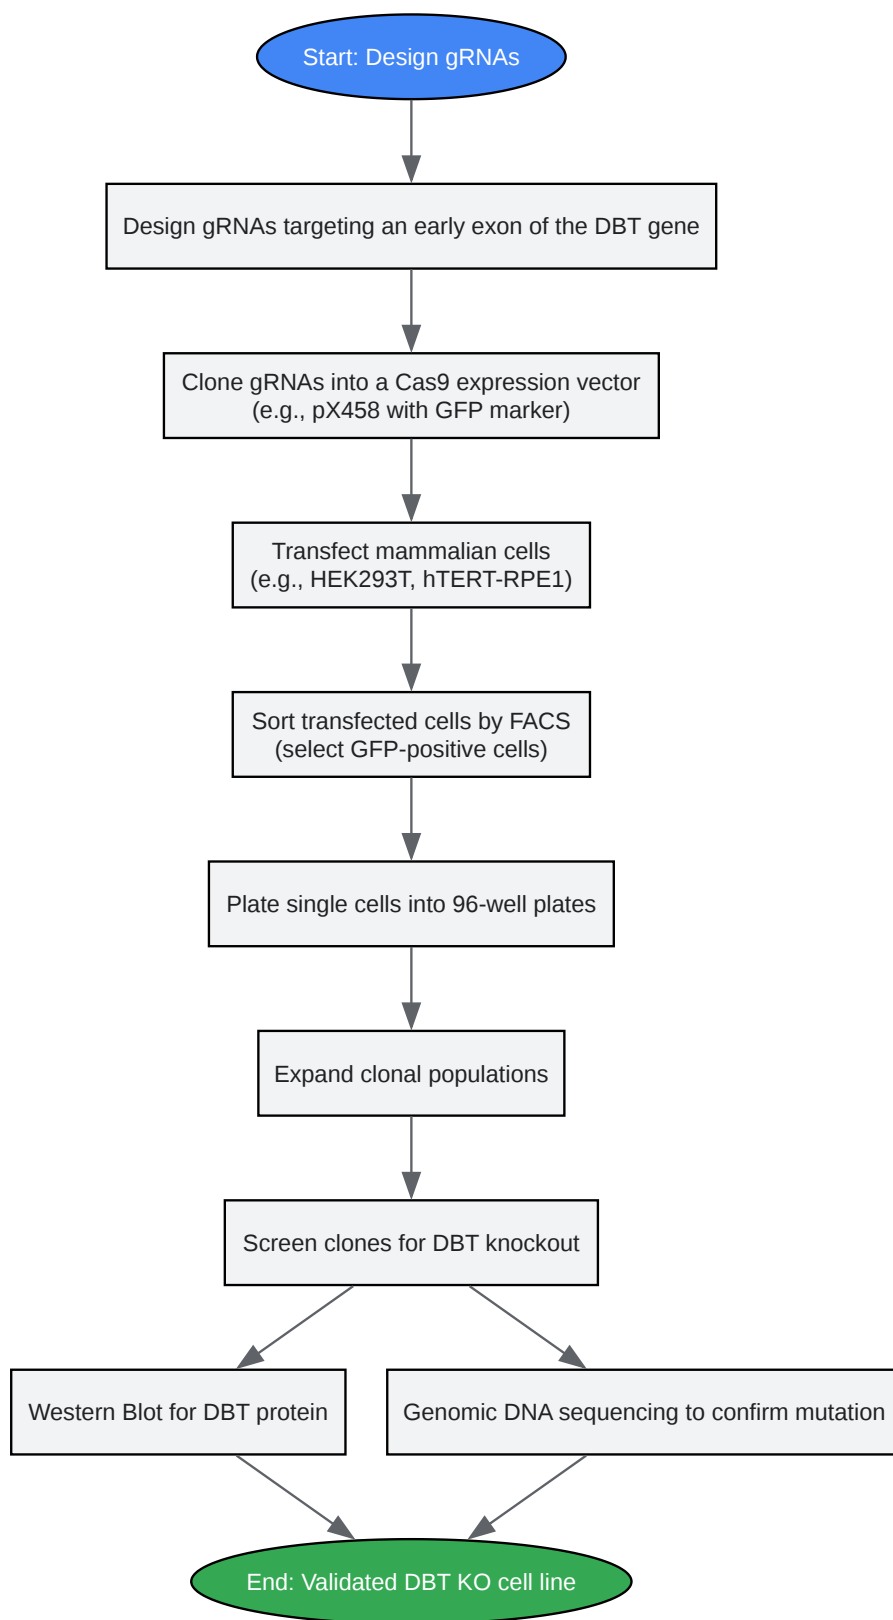 Start: Design gRNAs
Design gRNAs targeting an early exon of the DBT gene
Clone gRNAs into a Cas9 expression vector
(e.g., pX458 with GFP marker)
Transfect mammalian cells
(e.g., HEK293T, hTERT-RPE1)
Sort transfected cells by FACS
(select GFP-positive cells)
Plate single cells into 96-well plates
Expand clonal populations
Screen clones for DBT knockout
Western Blot for DBT protein
Genomic DNA sequencing to confirm mutation
End: Validated DBT KO cell line